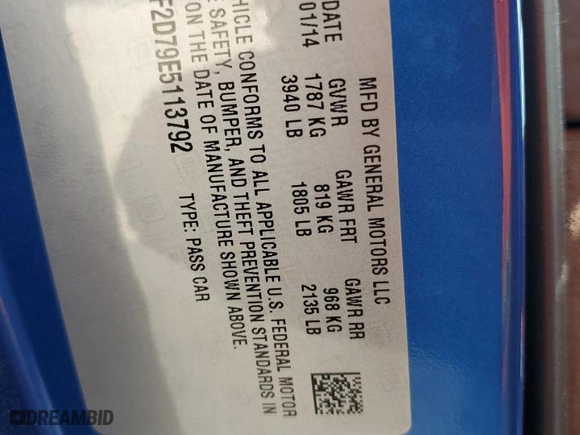 MFD BY GENERAL MOTORS LLC
DATE GVWR GAWR FRT GAWR RR
01/14 1787 KG 819 KG 968 KG
3940 LB 1805 LB 2135 LB
VEHICLE CONFORMS TO ALL APPLICABLE U.S. FEDERAL MOTOR
SAFETY, BUMPER, AND THEFT PREVENTION STANDARDS IN
ON THE DATE OF MANUFACTURE SHOWN ABOVE.
F2D79E5113792 TYPE: PASS CAR
DREAMBID